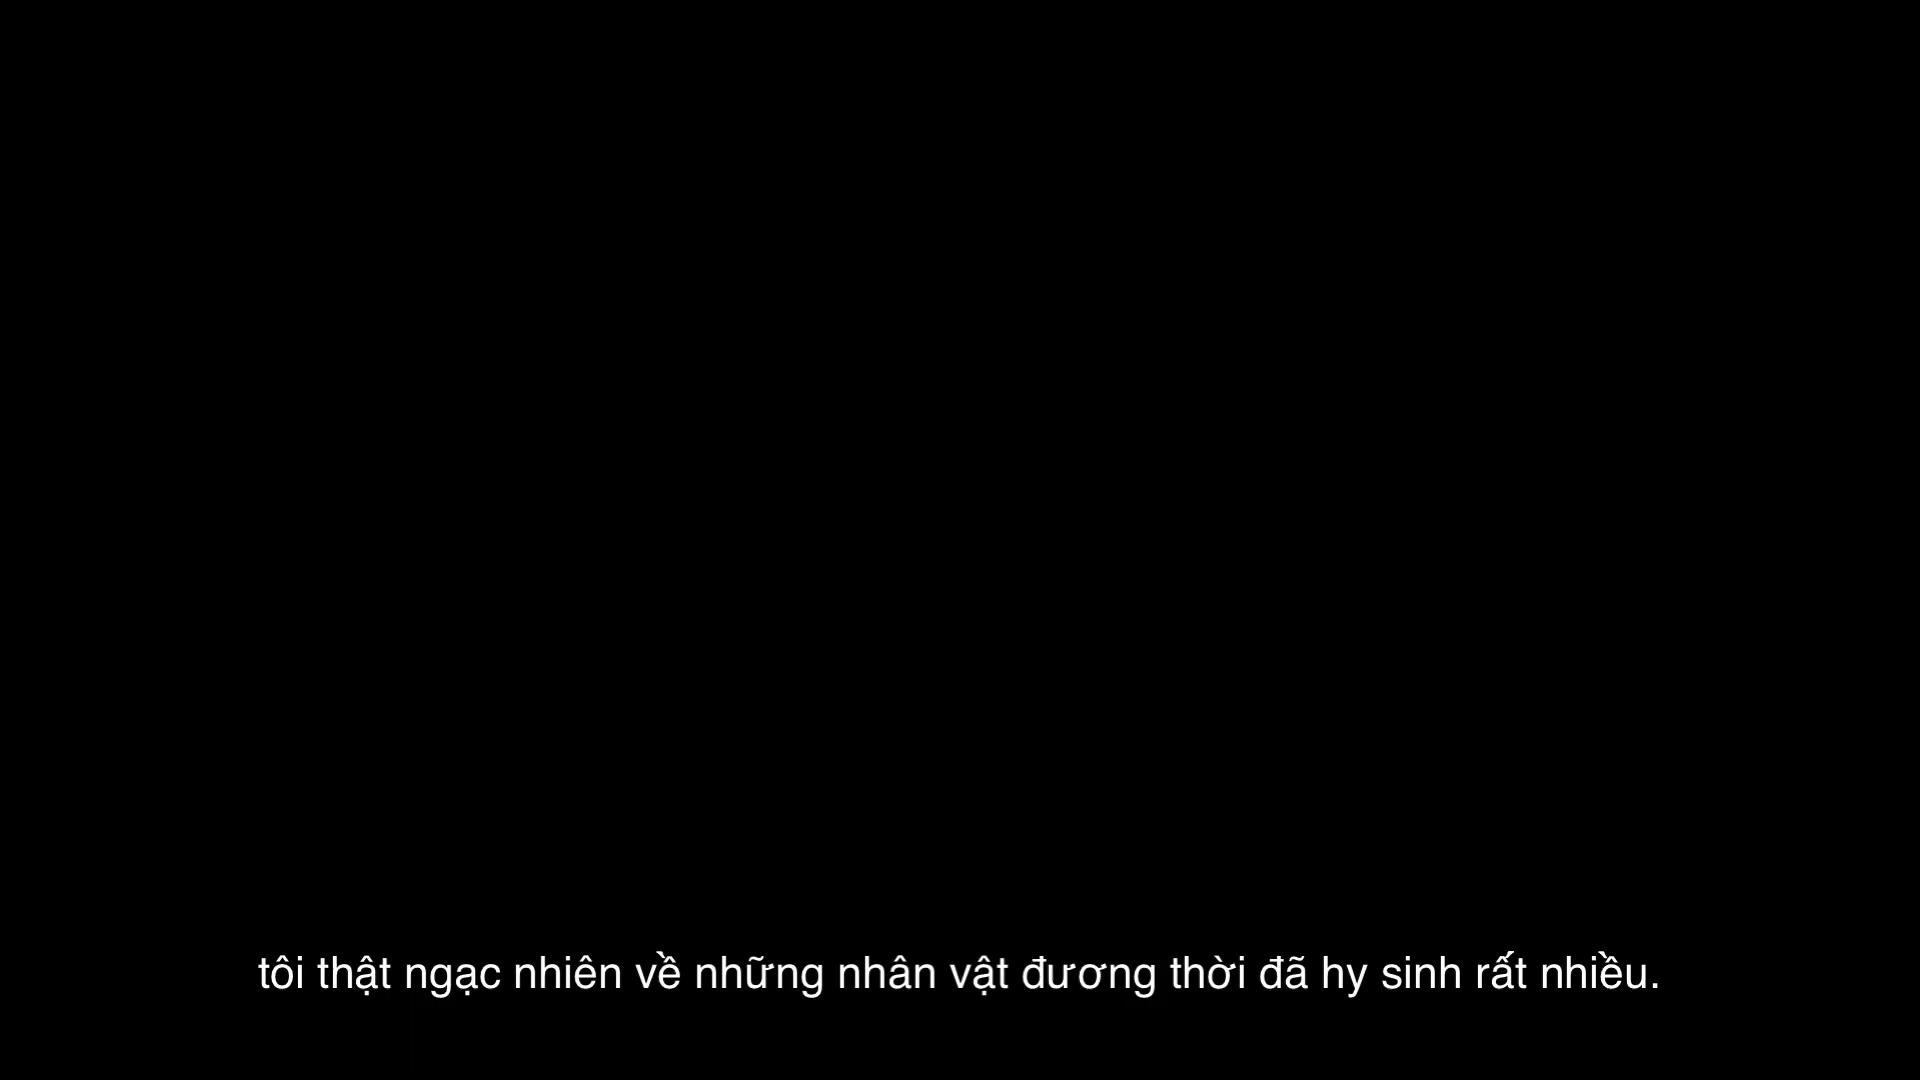 tôi thật ngạc nhiên về những nhân vật đương thời đã hy sinh rất nhiều.